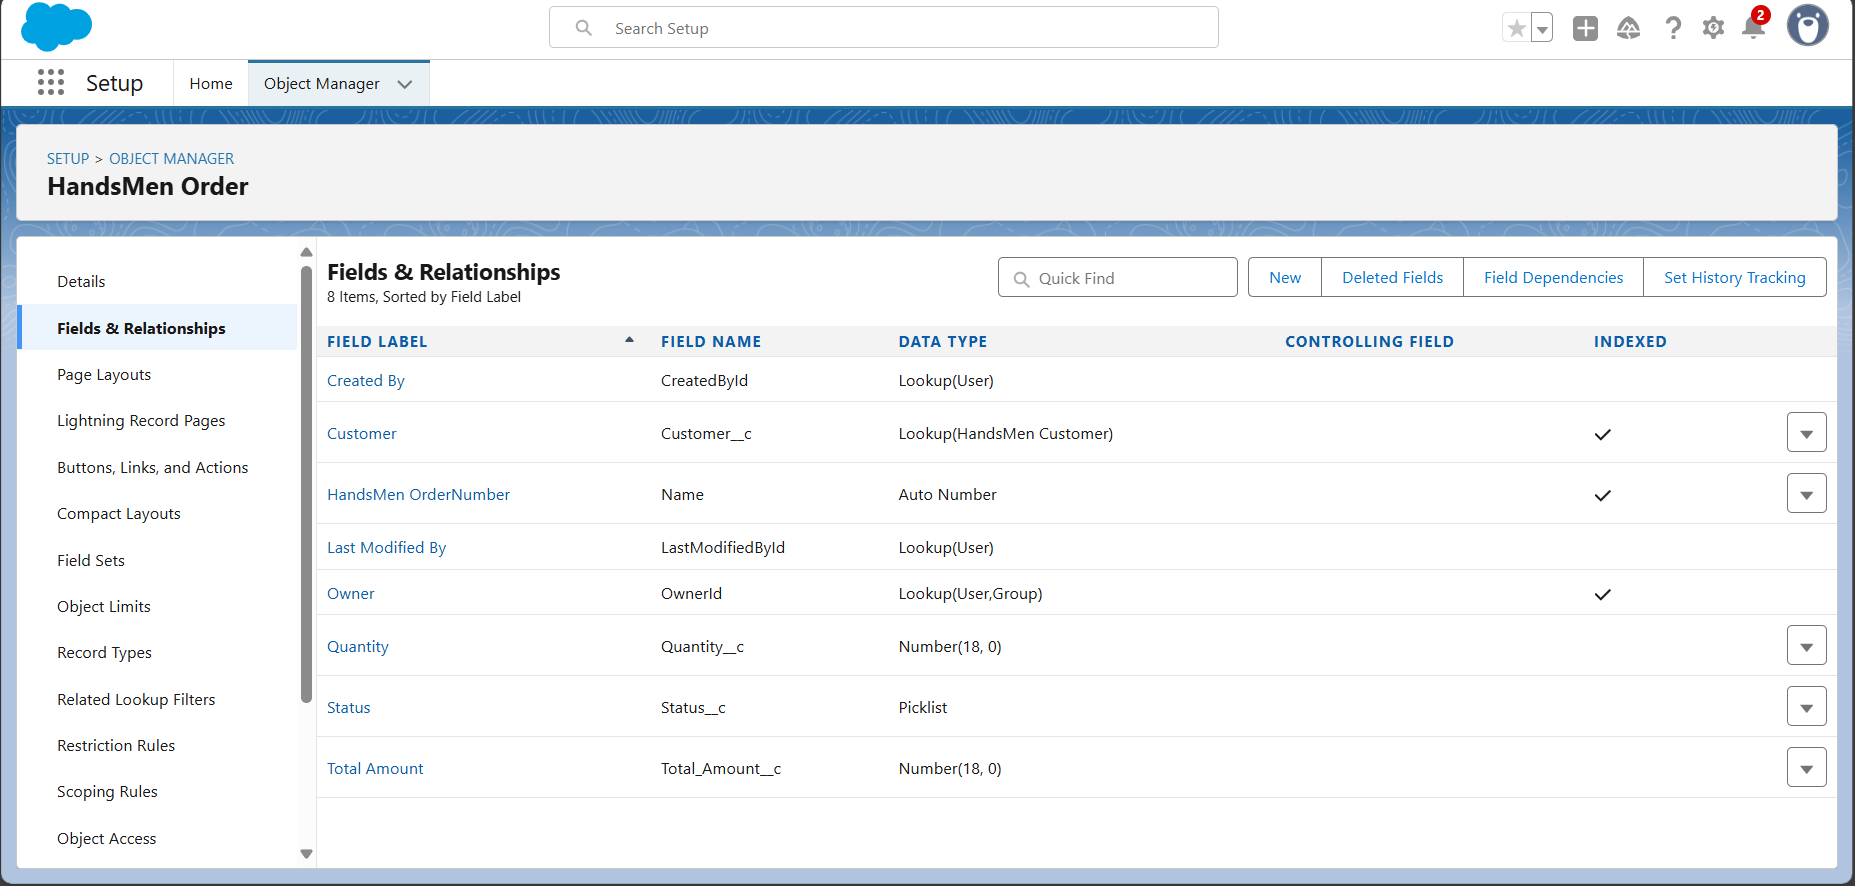 Search Setup
2
Setup
Home
Object Manager
SETUP > OBJECT MANAGER
HandsMen Order
Details
Fields & Relationships
Page Layouts
Lightning Record Pages
Buttons, Links, and Actions
Compact Layouts
Field Sets
Object Limits
Record Types
Related Lookup Filters
Restriction Rules
Scoping Rules
Object Access
Fields & Relationships
8 Items, Sorted by Field Label
Quick Find
New
Deleted Fields
Field Dependencies
Set History Tracking
FIELD LABEL FIELD NAME DATA TYPE CONTROLLING FIELD INDEXED
Created By CreatedById Lookup(User)
Customer Customer__c Lookup(HandsMen Customer)
HandsMen OrderNumber Name Auto Number
Last Modified By LastModifiedById Lookup(User)
Owner OwnerId Lookup(User,Group)
Quantity Quantity__c Number(18, 0)
Status Status__c Picklist
Total Amount Total_Amount__c Number(18, 0)